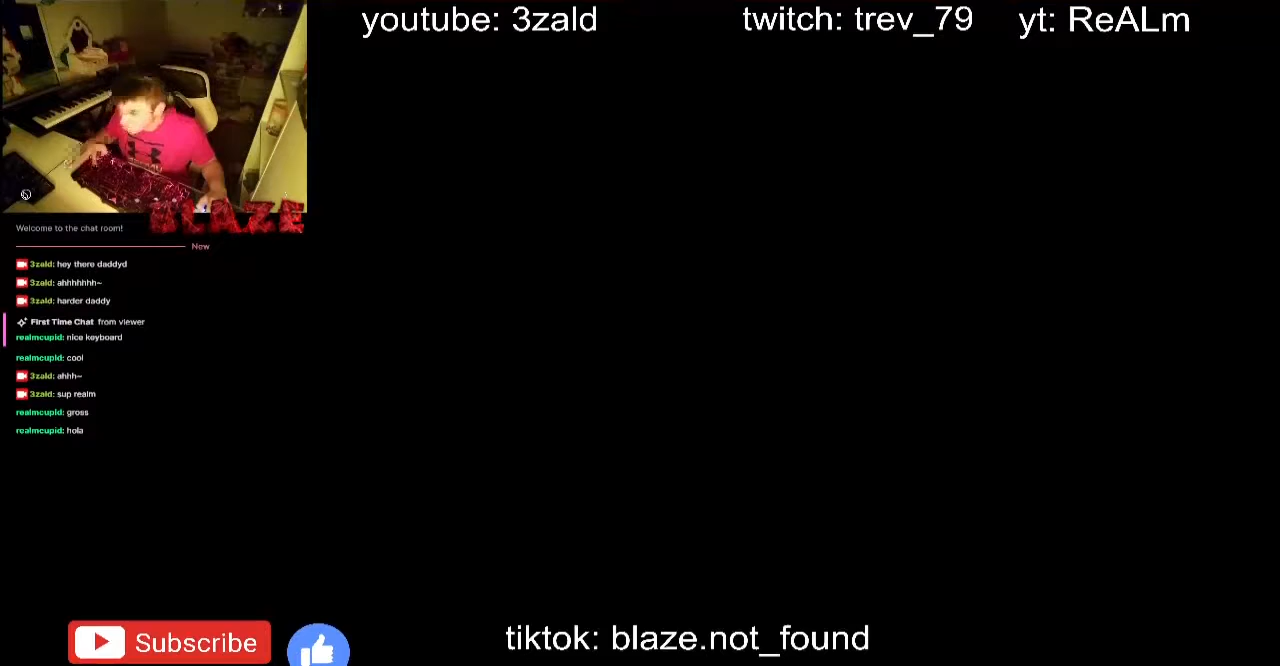 youtube: 3zald
twitch: trev_79
yt: ReALm
BLAZE
Welcome to the chat room!
New
3zald: hey there daddyd
3zald: ahhhhhhh~
3zald: harder daddy
First Time Chat from viewer
realmcupid: nice keyboard
realmcupid: cool
3zald: ahhh~
3zald: sup realm
realmcupid: gross
realmcupid: hola
Subscribe
tiktok: blaze.not_found